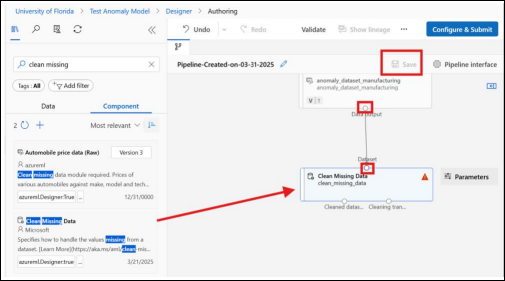 University of Florida > Test Anomaly Model > Designer > Authoring
Undo
Redo
Validate
Show lineage
Configure & Submit
clean missing
Tags : All
Add filter
Data
Component
2
Most relevant
Automobile price data (Raw)
Version 3
azureml
Clean missing data module required. Prices of
various automobiles against make, model and tech...
azureml.Designer:True ...
12/31/0000
Clean Missing Data
Microsoft
Specifies how to handle the values missing from a
dataset. [Learn More](https://aka.ms/aml/clean-mis...
azureml.Designer:true ...
3/21/2025
Pipeline-Created-on-03-31-2025
Save
Pipeline interface
anomaly_dataset_manufacturing
anomaly_dataset_manufacturing
V 1
Data output
Dataset
Clean Missing Data
clean_missing_data
Parameters
Cleaned datas...
Cleaning tran...